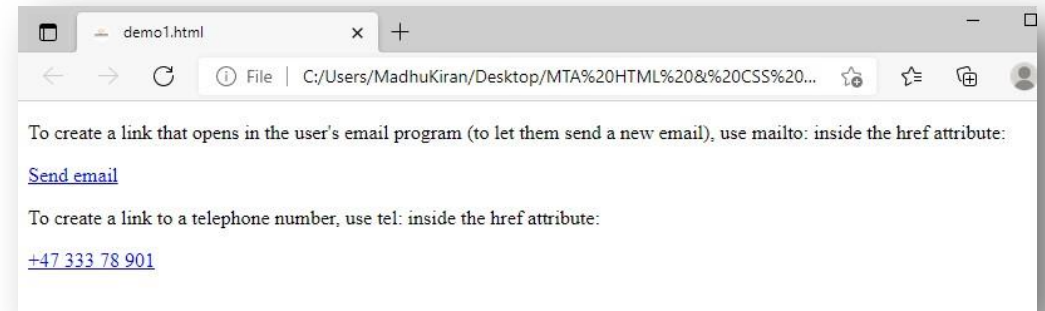 demo1.html
File | C:/Users/MadhuKiran/Desktop/MTA%20HTML%20&%20CSS%20...
To create a link that opens in the user's email program (to let them send a new email), use mailto: inside the href attribute:
Send email
To create a link to a telephone number, use tel: inside the href attribute:
+47 333 78 901